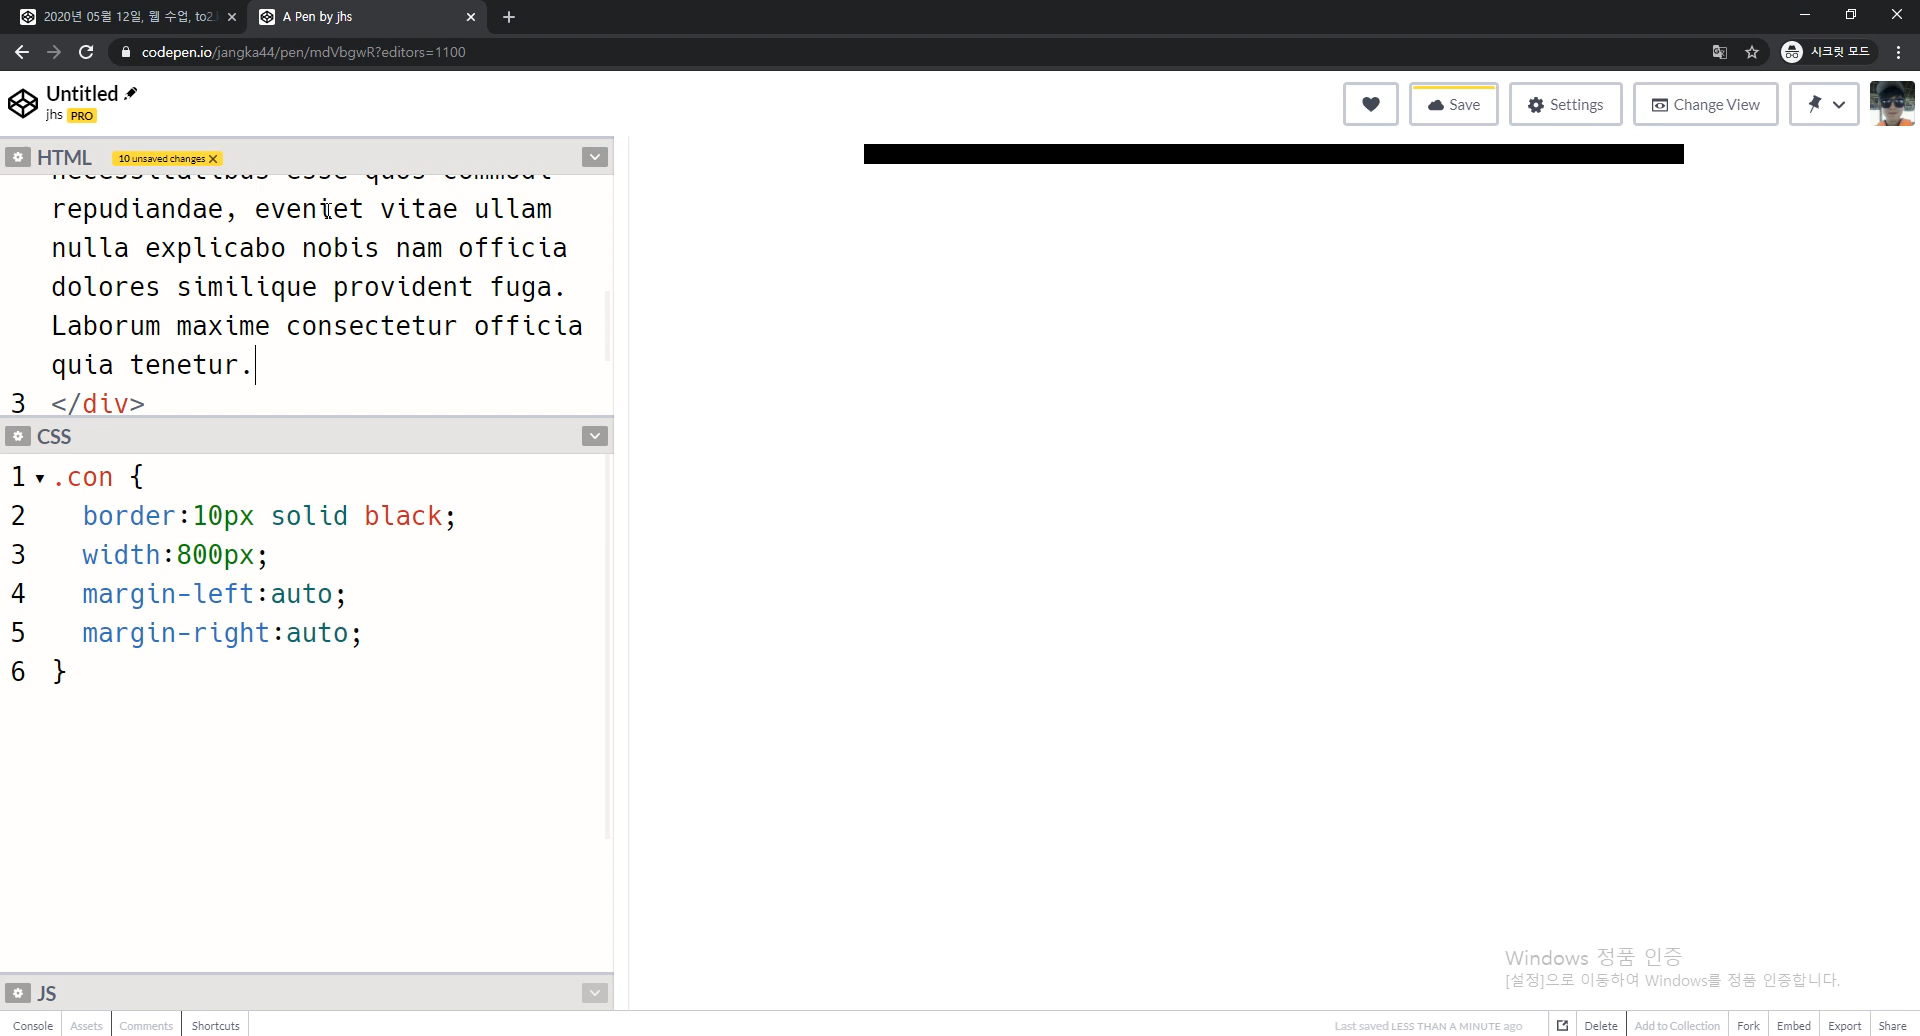 2020년 05월 12일, 웹 수업, to2.
A Pen by jhs
codepen.io/jangka44/pen/mdVbgwR?editors=1100
시크릿 모드
Untitled
jhs PRO
Save
Settings
Change View
HTML
10 unsaved changes
necessitatibus esse quos commodi
repudiandae, eveniet vitae ullam
nulla explicabo nobis nam officia
dolores similique provident fuga.
Laborum maxime consectetur officia
quia tenetur.
3 </div>
CSS
1 .con {
2 border:10px solid black;
3 width:800px;
4 margin-left:auto;
5 margin-right:auto;
6 }
Windows 정품 인증
[설정]으로 이동하여 Windows를 정품 인증합니다.
JS
Console Assets Comments Shortcuts
Last saved LESS THAN A MINUTE ago
Delete Add to Collection Fork Embed Export Share